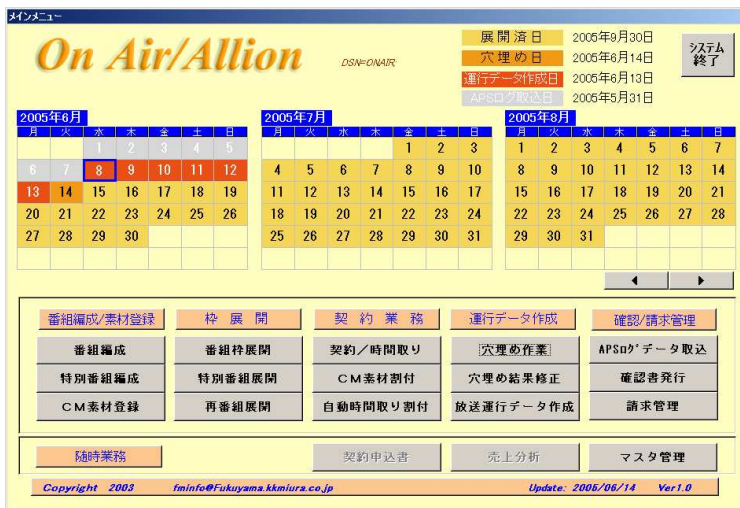 メインメニュー
On Air/Allion
DSN=ONAIR
展開済日 2005年9月30日
穴埋め日 2005年6月14日
運行データ作成日 2005年6月13日
APSログ取込日 2005年5月31日
システム
終了
2005年6月 2005年7月 2005年8月
月 火 水 木 金 土 日 月 火 水 木 金 土 日 月 火 水 木 金 土 日
1 2 3 4 5 1 2 3 1 2 3 4 5 6 7
6 7 8 9 10 11 12 4 5 6 7 8 9 10 8 9 10 11 12 13 14
13 14 15 16 17 18 19 11 12 13 14 15 16 17 15 16 17 18 19 20 21
20 21 22 23 24 25 26 18 19 20 21 22 23 24 22 23 24 25 26 27 28
27 28 29 30 25 26 27 28 29 30 31 29 30 31
番組編成/素材登録 枠展開 契約業務 運行データ作成 確認/請求管理
番組編成 番組枠展開 契約/時間取り 穴埋め作業 APSログデータ取込
特別番組編成 特別番組展開 CM素材割付 穴埋め結果修正 確認書発行
CM素材登録 再番組展開 自動時間取り割付 放送運行データ作成 請求管理
随時業務 契約申込書 売上分析 マスタ管理
Copyright 2003 fminfo@Fukuyama.kkmiura.co.jp Update: 2005/06/14 Ver1.0